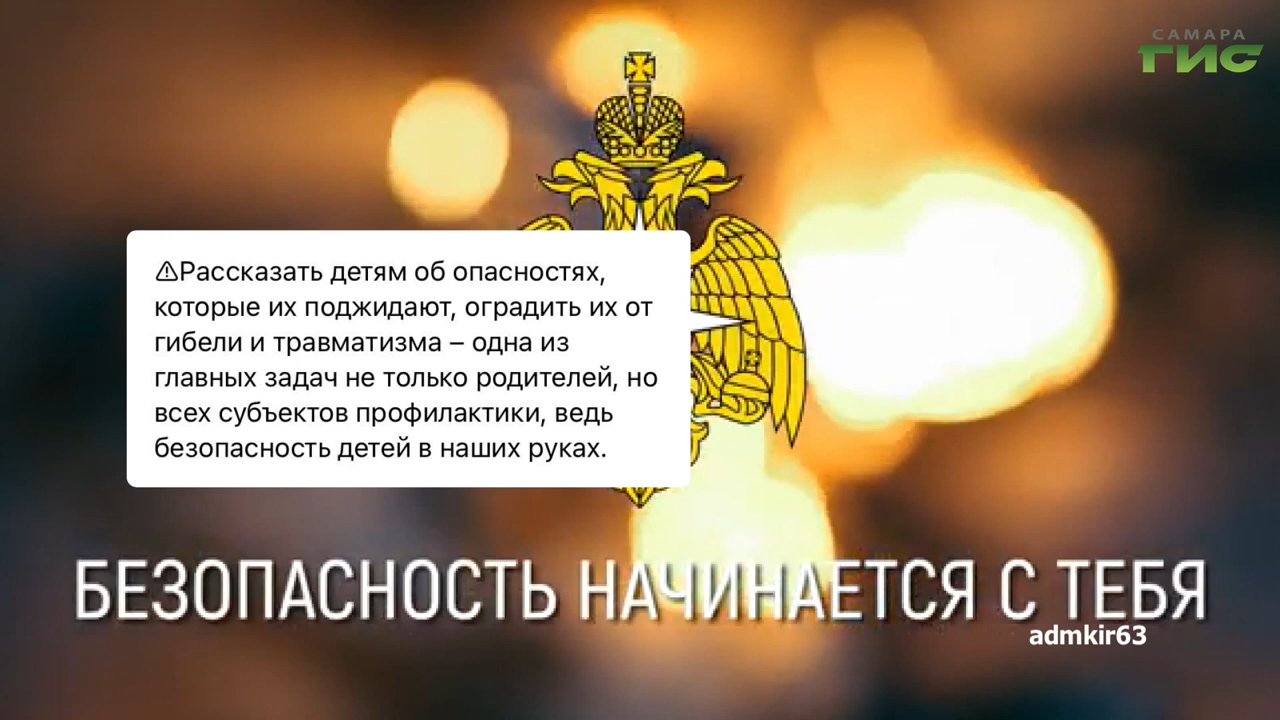 САМАРА
ГИС
⚠Рассказать детям об опасностях,
которые их поджидают, оградить их от
гибели и травматизма – одна из
главных задач не только родителей, но
всех субъектов профилактики, ведь
безопасность детей в наших руках.
БЕЗОПАСНОСТЬ НАЧИНАЕТСЯ С ТЕБЯ
admkir63